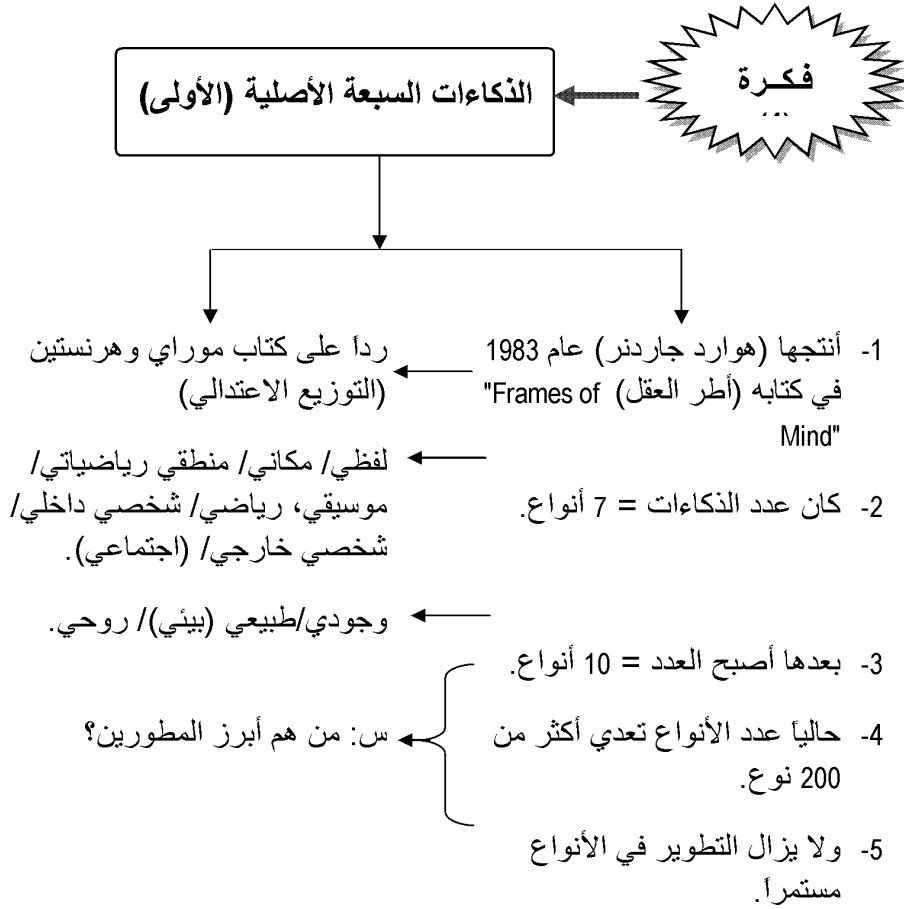 فكرة
الذكاءات السبعة الأصلية (الأولى)
1- أنتجها (هوارد جاردنر) عام 1983
في كتابه (أطر العقل) "Frames of
Mind"
رداً على كتاب موراي وهرنستين
(التوزيع الاعتدالي)
2- كان عدد الذكاءات = 7 أنواع.
لفظي/ مكاني/ منطقي رياضياتي/
موسيقي، رياضي/ شخصي داخلي/
شخصي خارجي/ (اجتماعي).
3- بعدها أصبح العدد = 10 أنواع.
وجودي/طبيعي (بيئي)/ روحي.
4- حالياً عدد الأنواع تعدي أكثر من
200 نوع.
5- ولا يزال التطوير في الأنواع
مستمراً.
س: من هم أبرز المطورين؟